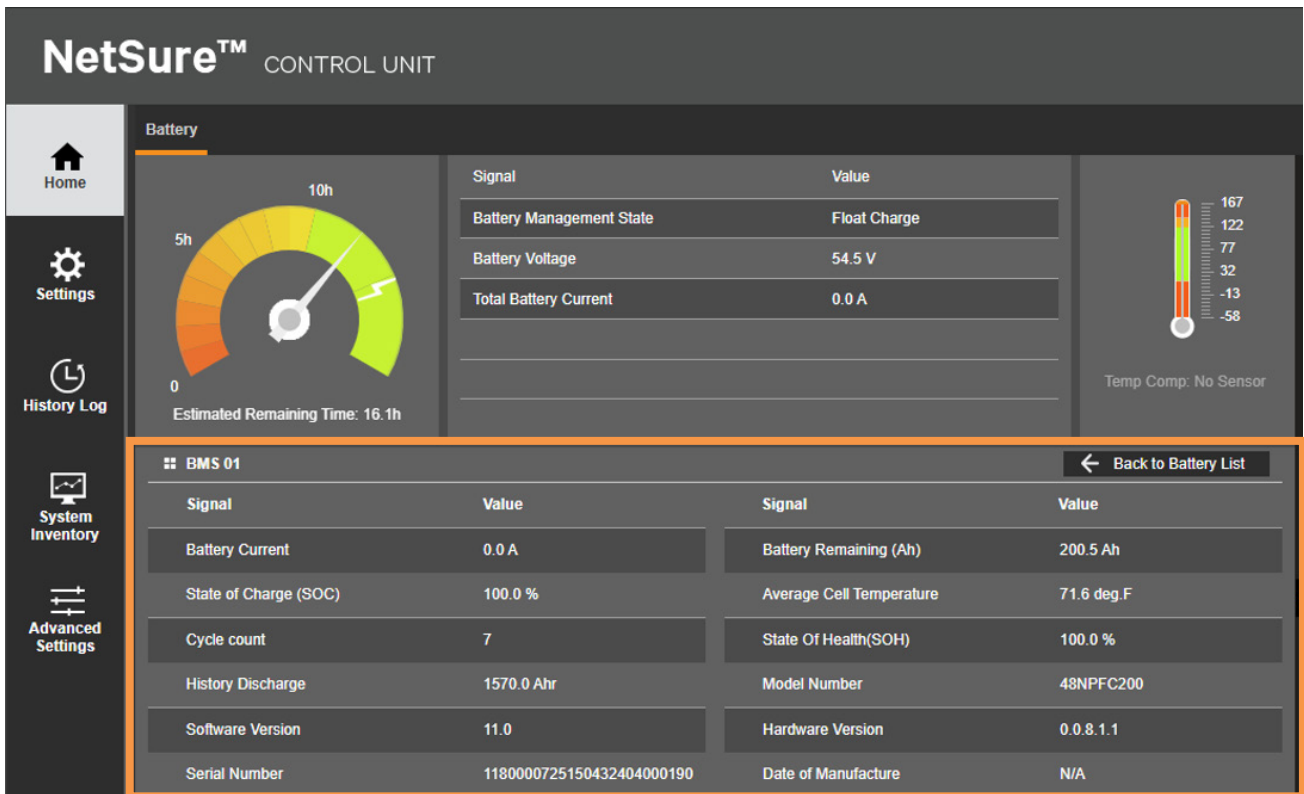 NetSure™ CONTROL UNIT
Home
Settings
History Log
System
Inventory
Advanced
Settings
Battery
0
5h
10h
Estimated Remaining Time: 16.1h
Signal Value
Battery Management State Float Charge
Battery Voltage 54.5 V
Total Battery Current 0.0 A
167
122
77
32
-13
-58
Temp Comp: No Sensor
BMS 01
Back to Battery List
Signal Value Signal Value
Battery Current 0.0 A Battery Remaining (Ah) 200.5 Ah
State of Charge (SOC) 100.0 % Average Cell Temperature 71.6 deg.F
Cycle count 7 State Of Health(SOH) 100.0 %
History Discharge 1570.0 Ahr Model Number 48NPFC200
Software Version 11.0 Hardware Version 0.0.8.1.1
Serial Number 1180000725150432404000190 Date of Manufacture N/A